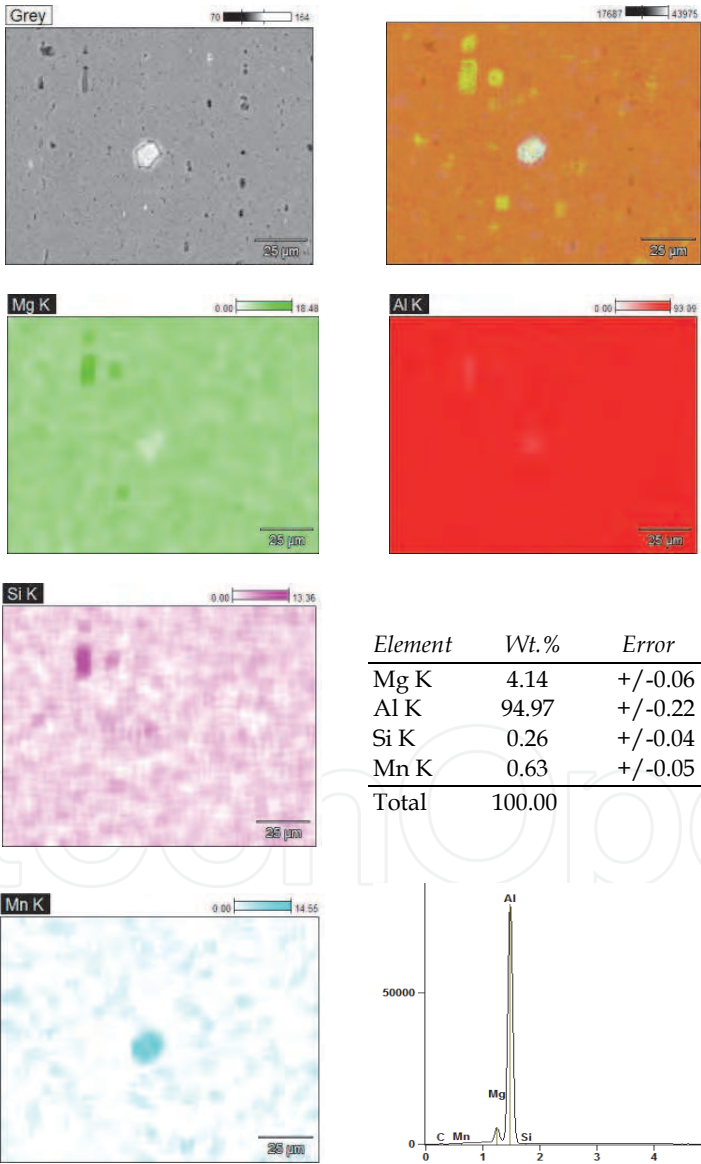 Grey
70 164
25 µm
17687 43975
25 µm
Mg K
0.00 18.48
25 µm
Al K
0.00 93.09
25 µm
Si K
0.00 13.36
25 µm
Element Wt.% Error
Mg K 4.14 +/-0.06
Al K 94.97 +/-0.22
Si K 0.26 +/-0.04
Mn K 0.63 +/-0.05
Total 100.00
Mn K
0.00 14.55
25 µm
Al
50000
Mg
C Mn Si
0
0 1 2 3 4